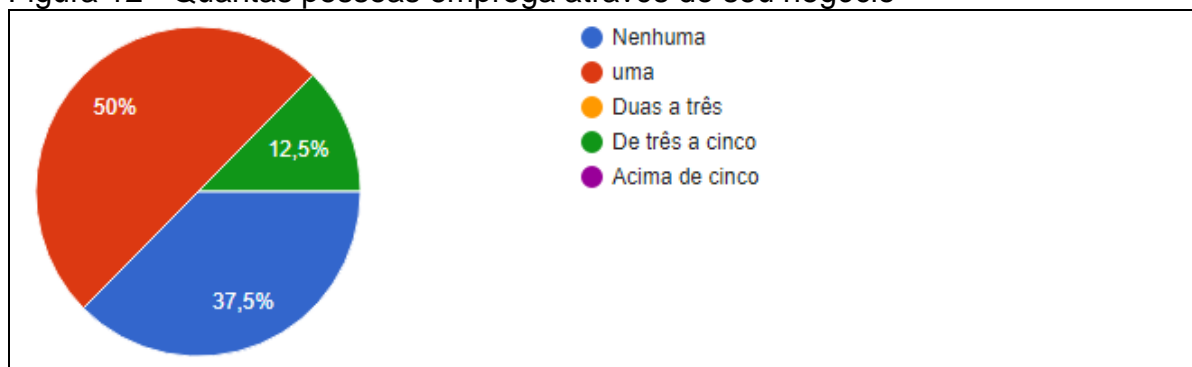 Figura 12 - Quantas pessoas emprega através do seu negócio
50%
12,5%
37,5%
Nenhuma
uma
Duas a três
De três a cinco
Acima de cinco